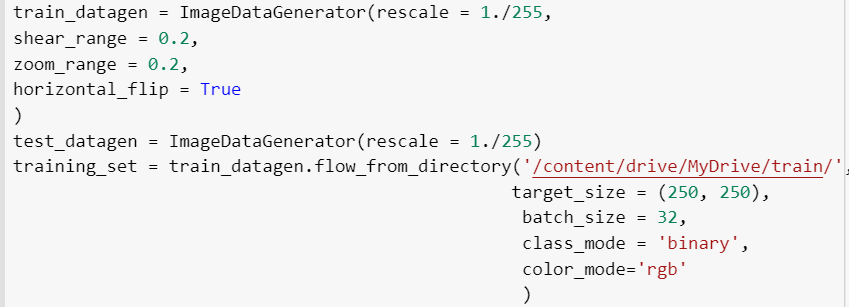 train_datagen = ImageDataGenerator(rescale = 1./255,
shear_range = 0.2,
zoom_range = 0.2,
horizontal_flip = True
)
test_datagen = ImageDataGenerator(rescale = 1./255)
training_set = train_datagen.flow_from_directory('/content/drive/MyDrive/train/',
target_size = (250, 250),
batch_size = 32,
class_mode = 'binary',
color_mode='rgb'
)